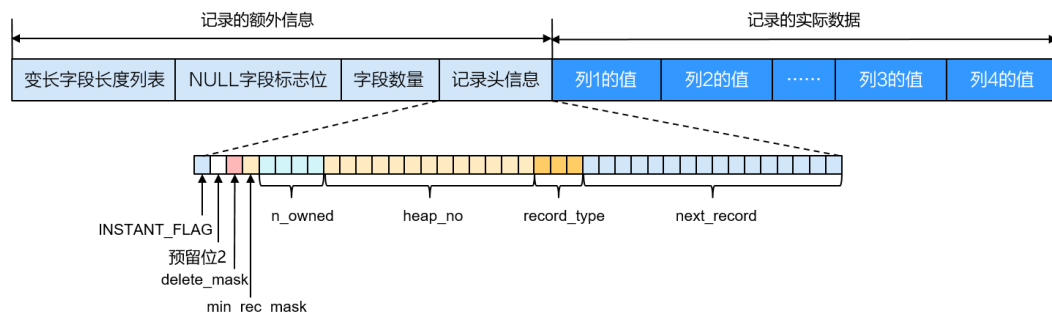 记录的额外信息 记录的实际数据
变长字段长度列表 NULL字段标志位 字段数量 记录头信息 列1的值 列2的值 …… 列3的值 列4的值
n_owned heap_no record_type next_record
INSTANT_FLAG
预留位2
delete_mask
min_rec_mask